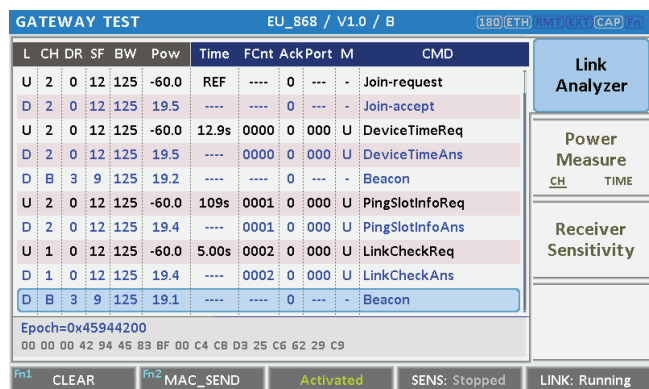 GATEWAY TEST EU_868 / V1.0 / B 180 ETH RMT EXT CAP Fn
L CH DR SF BW Pow Time FCnt Ack Port M CMD
U 2 0 12 125 -60.0 REF ---- 0 --- - Join-request
D 2 0 12 125 19.5 ---- ---- 0 --- - Join-accept
U 2 0 12 125 -60.0 12.9s 0000 0 000 U DeviceTimeReq
D 2 0 12 125 19.5 ---- 0000 0 000 U DeviceTimeAns
D B 3 9 125 19.2 ---- ---- 0 --- - Beacon
U 2 0 12 125 -60.0 109s 0001 0 000 U PingSlotInfoReq
D 2 0 12 125 19.4 ---- 0001 0 000 U PingSlotInfoAns
U 1 0 12 125 -60.0 5.00s 0002 0 000 U LinkCheckReq
D 1 0 12 125 19.4 ---- 0002 0 000 U LinkCheckAns
D B 3 9 125 19.1 ---- ---- 0 --- - Beacon
Epoch=0x45944200
00 00 00 42 94 45 83 BF 00 C4 CB D3 25 C6 62 29 C9
Link
Analyzer
Power
Measure
CH TIME
Receiver
Sensitivity
Fn1 CLEAR Fn2 MAC_SEND Activated SENS: Stopped LINK: Running